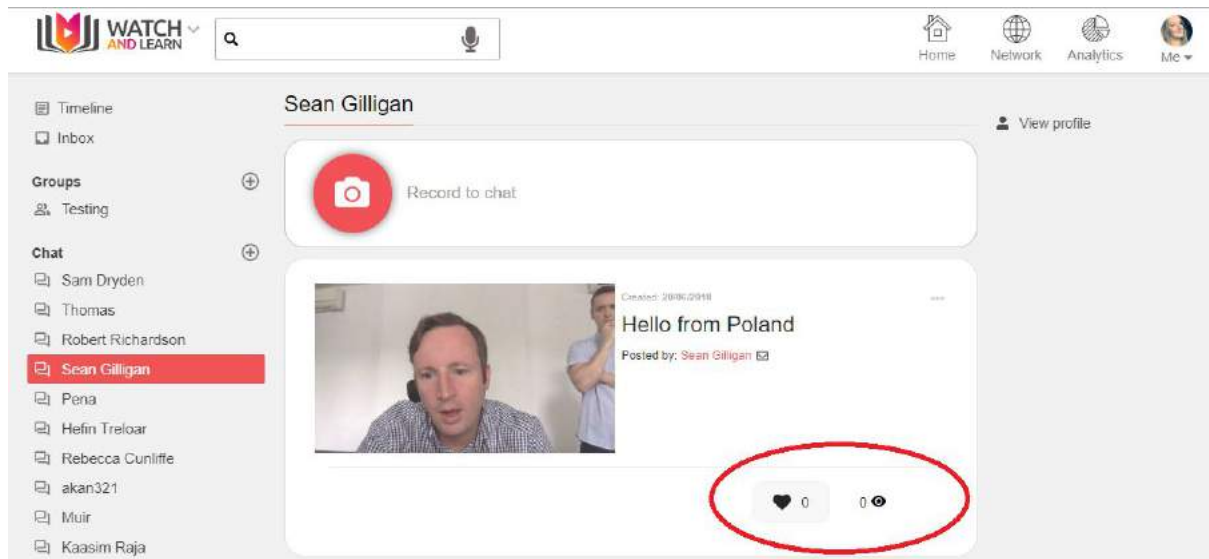 WATCH
AND LEARN
Home
Network
Analytics
Me
Timeline
Inbox
Groups
Testing
Chat
Sam Dryden
Thomas
Robert Richardson
Sean Gilligan
Pena
Hefin Treloar
Rebecca Cunliffe
akan321
Muir
Kaasim Raja
Sean Gilligan
Record to chat
Created:
Hello from Poland
Posted by: Sean Gilligan
0 0
View profile